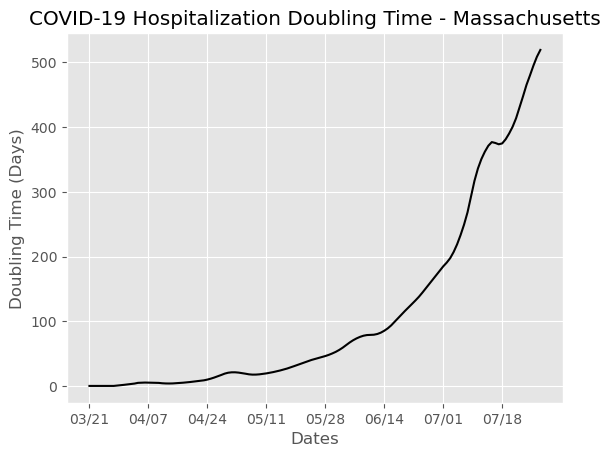 COVID-19 Hospitalization Doubling Time - Massachusetts
Doubling Time (Days)
500
400
300
200
100
0
03/21 04/07 04/24 05/11 05/28 06/14 07/01 07/18
Dates